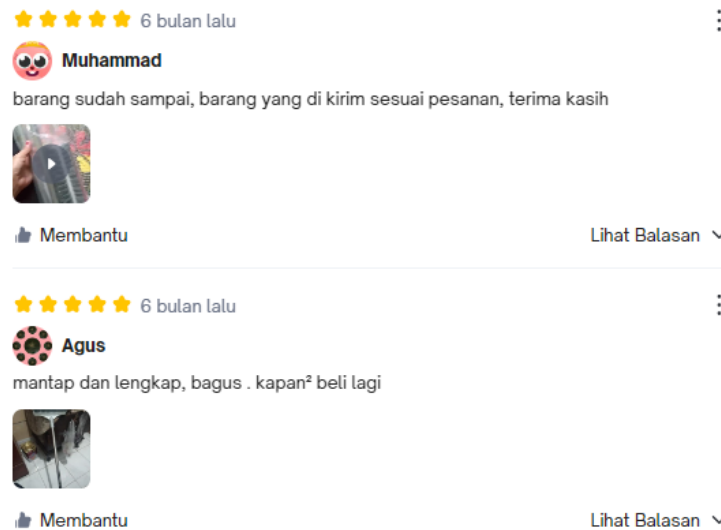 6 bulan lalu
Muhammad
barang sudah sampai, barang yang di kirim sesuai pesanan, terima kasih
Membantu
Lihat Balasan
6 bulan lalu
Agus
mantap dan lengkap, bagus . kapan² beli lagi
Membantu
Lihat Balasan